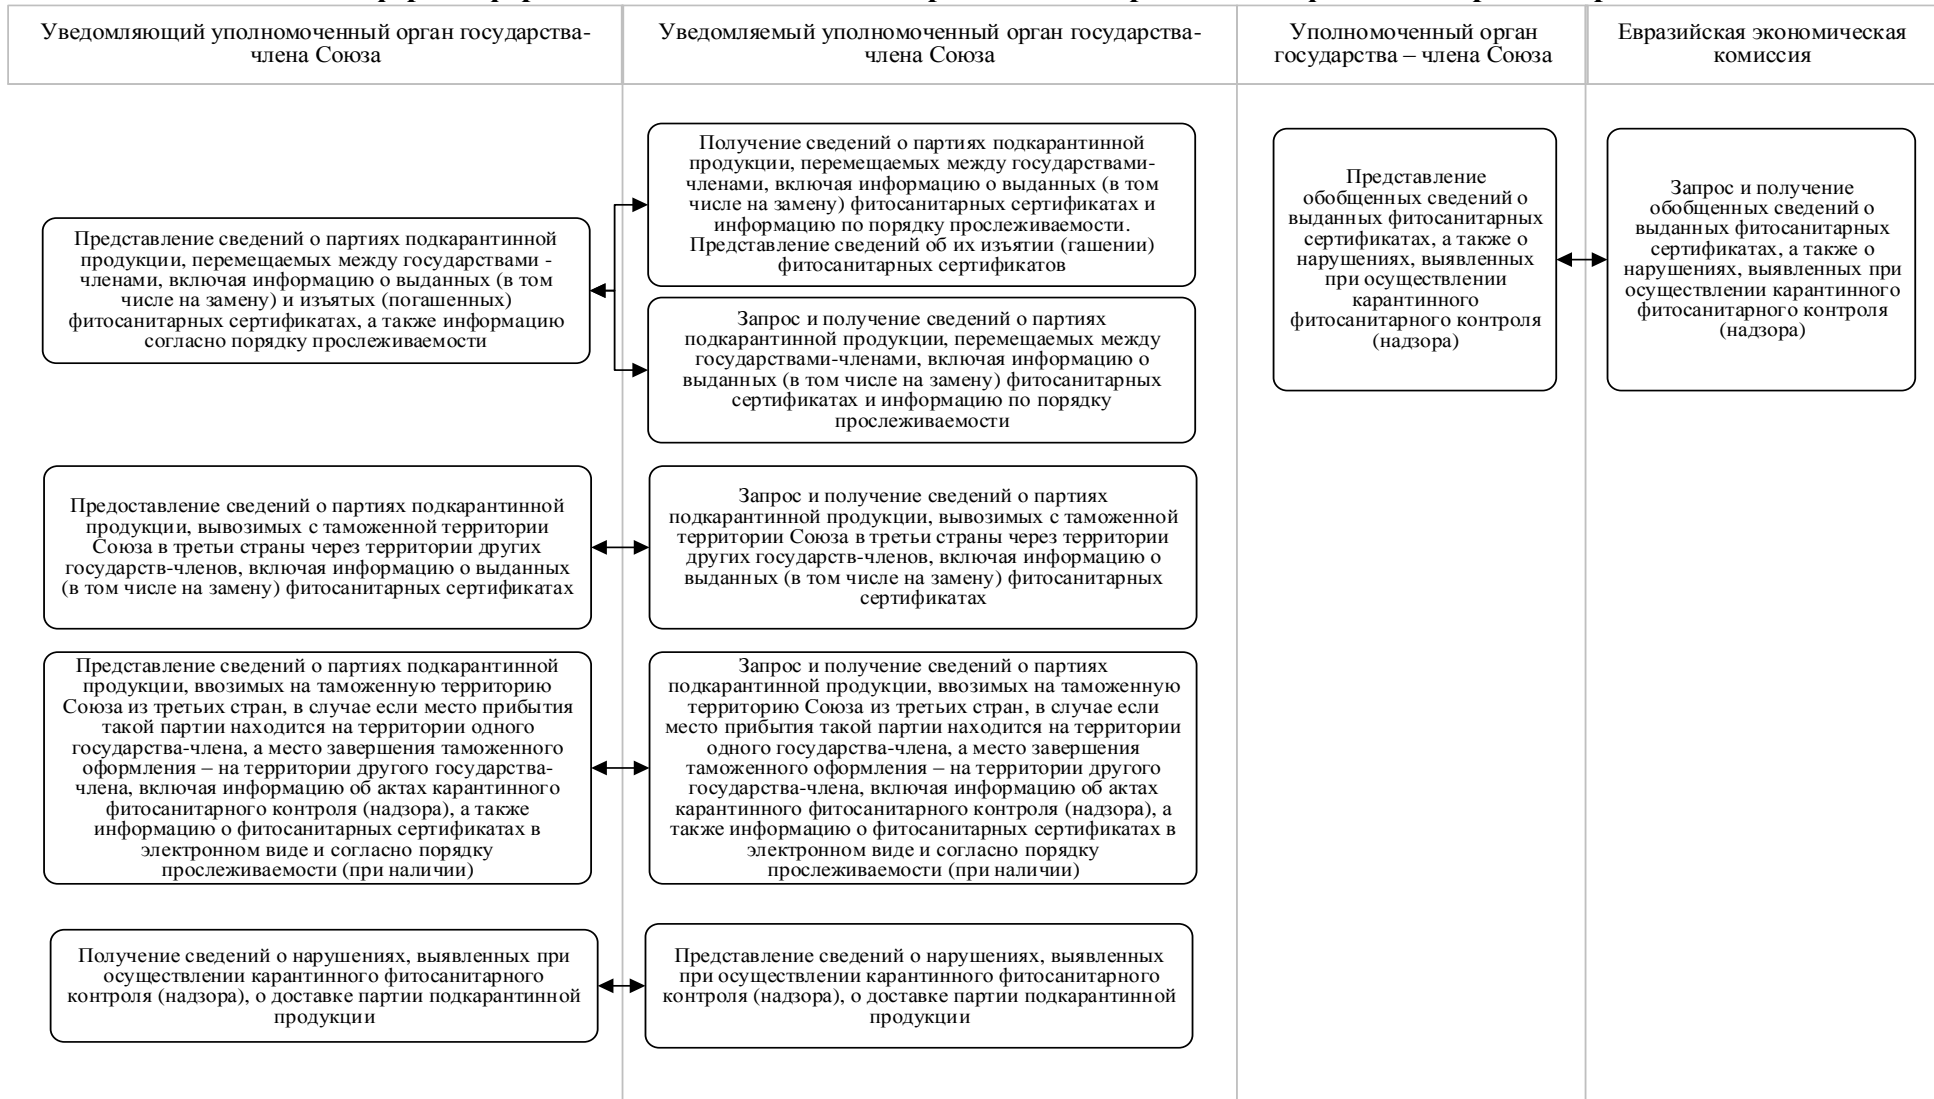 Уведомляющий уполномоченный орган государства-
члена Союза
Уведомляемый уполномоченный орган государства-
члена Союза
Уполномоченный орган
государства – члена Союза
Евразийская экономическая
комиссия
Представление сведений о партиях подкарантинной
продукции, перемещаемых между государствами -
членами, включая информацию о выданных (в том
числе на замену) и изъятых (погашенных)
фитосанитарных сертификатах, а также информацию
согласно порядку прослеживаемости
Получение сведений о партиях подкарантинной
продукции, перемещаемых между государствами-
членами, включая информацию о выданных (в том
числе на замену) фитосанитарных сертификатах и
информацию по порядку прослеживаемости.
Представление сведений об их изъятии (гашении)
фитосанитарных сертификатов
Запрос и получение сведений о партиях
подкарантинной продукции, перемещаемых между
государствами-членами, включая информацию о
выданных (в том числе на замену) фитосанитарных
сертификатах и информацию по порядку
прослеживаемости
Представление
обобщенных сведений о
выданных фитосанитарных
сертификатах, а также о
нарушениях, выявленных
при осуществлении
карантинного
фитосанитарного контроля
(надзора)
Запрос и получение
обобщенных сведений о
выданных фитосанитарных
сертификатах, а также о
нарушениях, выявленных при
осуществлении карантинного
фитосанитарного контроля
(надзора)
Предоставление сведений о партиях подкарантинной
продукции, вывозимых с таможенной территории
Союза в третьи страны через территории других
государств-членов, включая информацию о выданных
(в том числе на замену) фитосанитарных сертификатах
Запрос и получение сведений о партиях
подкарантинной продукции, вывозимых с таможенной
территории Союза в третьи страны через территории
других государств-членов, включая информацию о
выданных (в том числе на замену) фитосанитарных
сертификатах
Представление сведений о партиях подкарантинной
продукции, ввозимых на таможенную территорию
Союза из третьих стран, в случае если место прибытия
такой партии находится на территории одного
государства-члена, а место завершения таможенного
оформления – на территории другого государства-
члена, включая информацию об актах карантинного
фитосанитарного контроля (надзора), а также
информацию о фитосанитарных сертификатах в
электронном виде и согласно порядку
прослеживаемости (при наличии)
Запрос и получение сведений о партиях
подкарантинной продукции, ввозимых на таможенную
территорию Союза из третьих стран, в случае если
место прибытия такой партии находится на территории
одного государства-члена, а место завершения
таможенного оформления – на территории другого
государства-члена, включая информацию об актах
карантинного фитосанитарного контроля (надзора), а
также информацию о фитосанитарных сертификатах в
электронном виде и согласно порядку
прослеживаемости (при наличии)
Получение сведений о нарушениях, выявленных при
осуществлении карантинного фитосанитарного
контроля (надзора), о доставке партии подкарантинной
продукции
Представление сведений о нарушениях, выявленных
при осуществлении карантинного фитосанитарного
контроля (надзора), о доставке партии подкарантинной
продукции